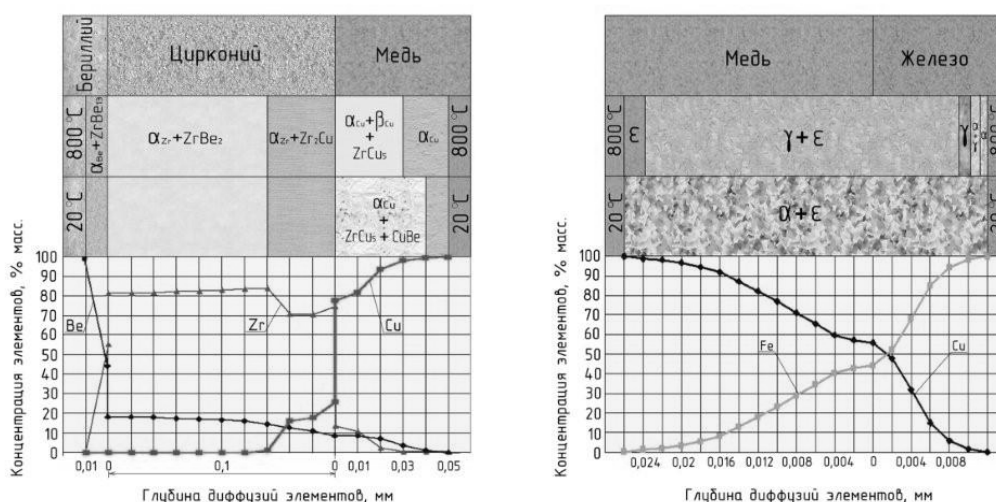 Бериллий
Цирконий
Медь
800 °C
αBe+ZrBe13
αZr+ZrBe2
αZr+Zr2Cu
αCu+βCu
+
ZrCu5
αCu
800 °C
20 °C
αCu
+
ZrCu5+CuBe
20 °C
Концентрация элементов, % масс.
100
90
80
70
60
50
40
30
20
10
0
Be
Zr
Cu
0,01
0
0,1
0
0,01
0,03
0,05
Глубина диффузий элементов, мм
Медь
Железо
800 °C
ε
γ+ε
γ
20 °C
α+ε
20 °C
Концентрация элементов, % масс.
100
90
80
70
60
50
40
30
20
10
0
Fe
Cu
0,024
0,02
0,016
0,012
0,008
0,004
0
0,004
0,008
Глубина диффузий элементов, мм